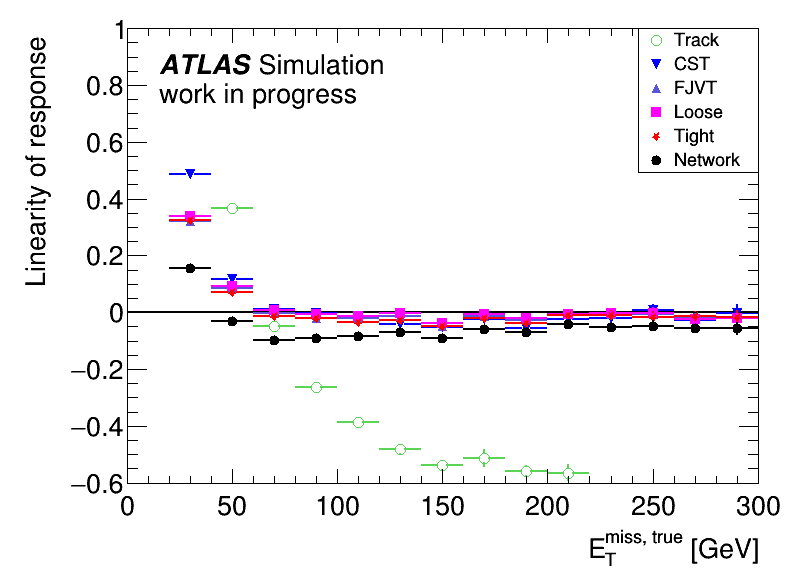 ATLAS Simulation
work in progress
Track
CST
FJVT
Loose
Tight
Network
Linearity of response
1
0.8
0.6
0.4
0.2
0
−0.2
−0.4
−0.6
0 50 100 150 200 250 300
E_T^miss, true [GeV]